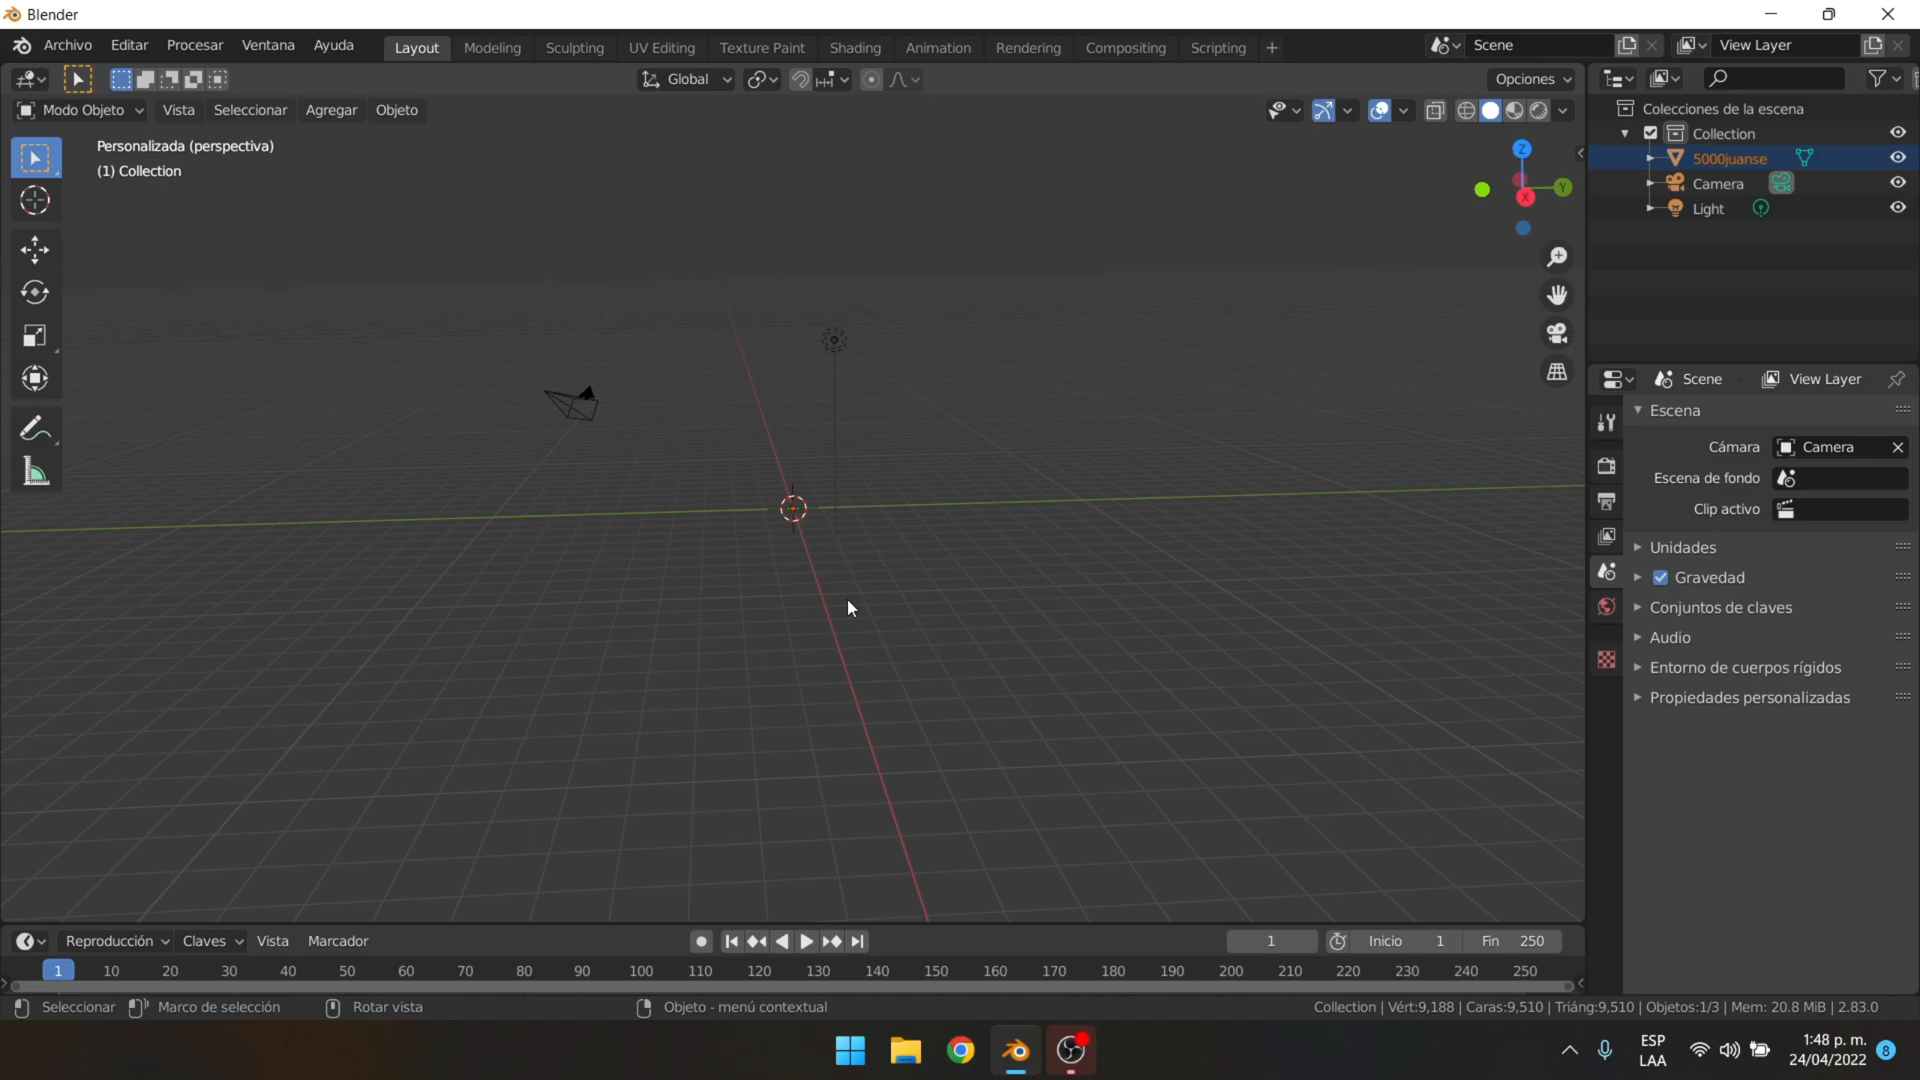 Blender
Archivo Editar Procesar Ventana Ayuda Layout Modeling Sculpting UV Editing Texture Paint Shading Animation Rendering Compositing Scripting + Scene View Layer
Global Opciones
Modo Objeto Vista Seleccionar Agregar Objeto
Personalizada (perspectiva)
(1) Collection
Z
Y
X
Colecciones de la escena
Collection
5000juanse
Camera
Light
Scene View Layer
Escena
Cámara Camera
Escena de fondo
Clip activo
Unidades
Gravedad
Conjuntos de claves
Audio
Entorno de cuerpos rígidos
Propiedades personalizadas
Reproducción Claves Vista Marcador 1 Inicio 1 Fin 250
1 10 20 30 40 50 60 70 80 90 100 110 120 130 140 150 160 170 180 190 200 210 220 230 240 250
Seleccionar Marco de selección Rotar vista Objeto - menú contextual Collection | Vért:9,188 | Caras:9,510 | Triáng:9,510 | Objetos:1/3 | Mem: 20.8 MiB | 2.83.0
ESP
LAA
1:48 p. m.
24/04/2022
8